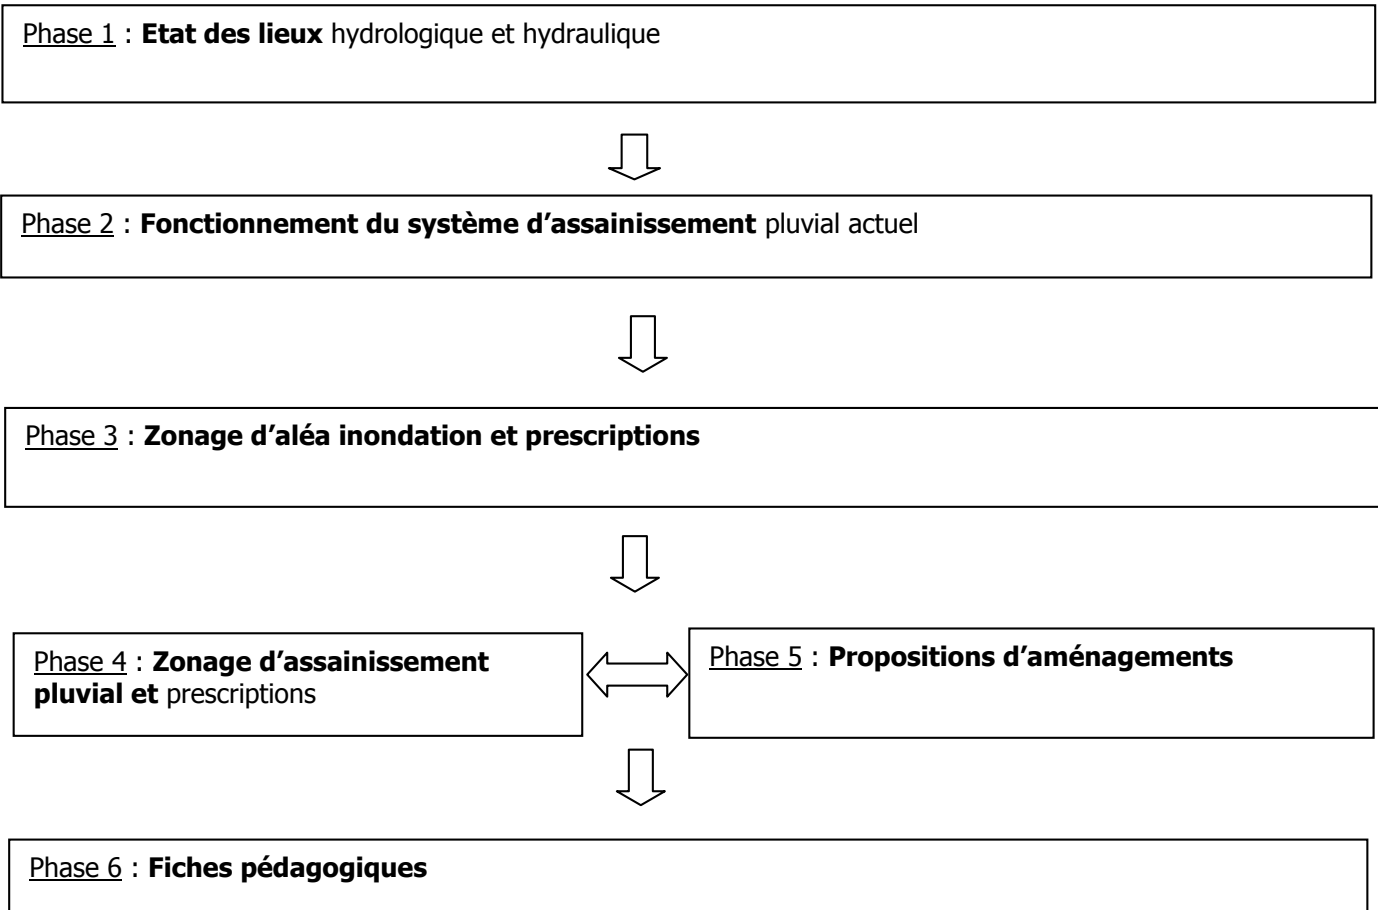 Phase 1 : Etat des lieux hydrologique et hydraulique
Phase 2 : Fonctionnement du système d’assainissement pluvial actuel
Phase 3 : Zonage d’aléa inondation et prescriptions
Phase 4 : Zonage d’assainissement
pluvial et prescriptions
Phase 5 : Propositions d’aménagements
Phase 6 : Fiches pédagogiques